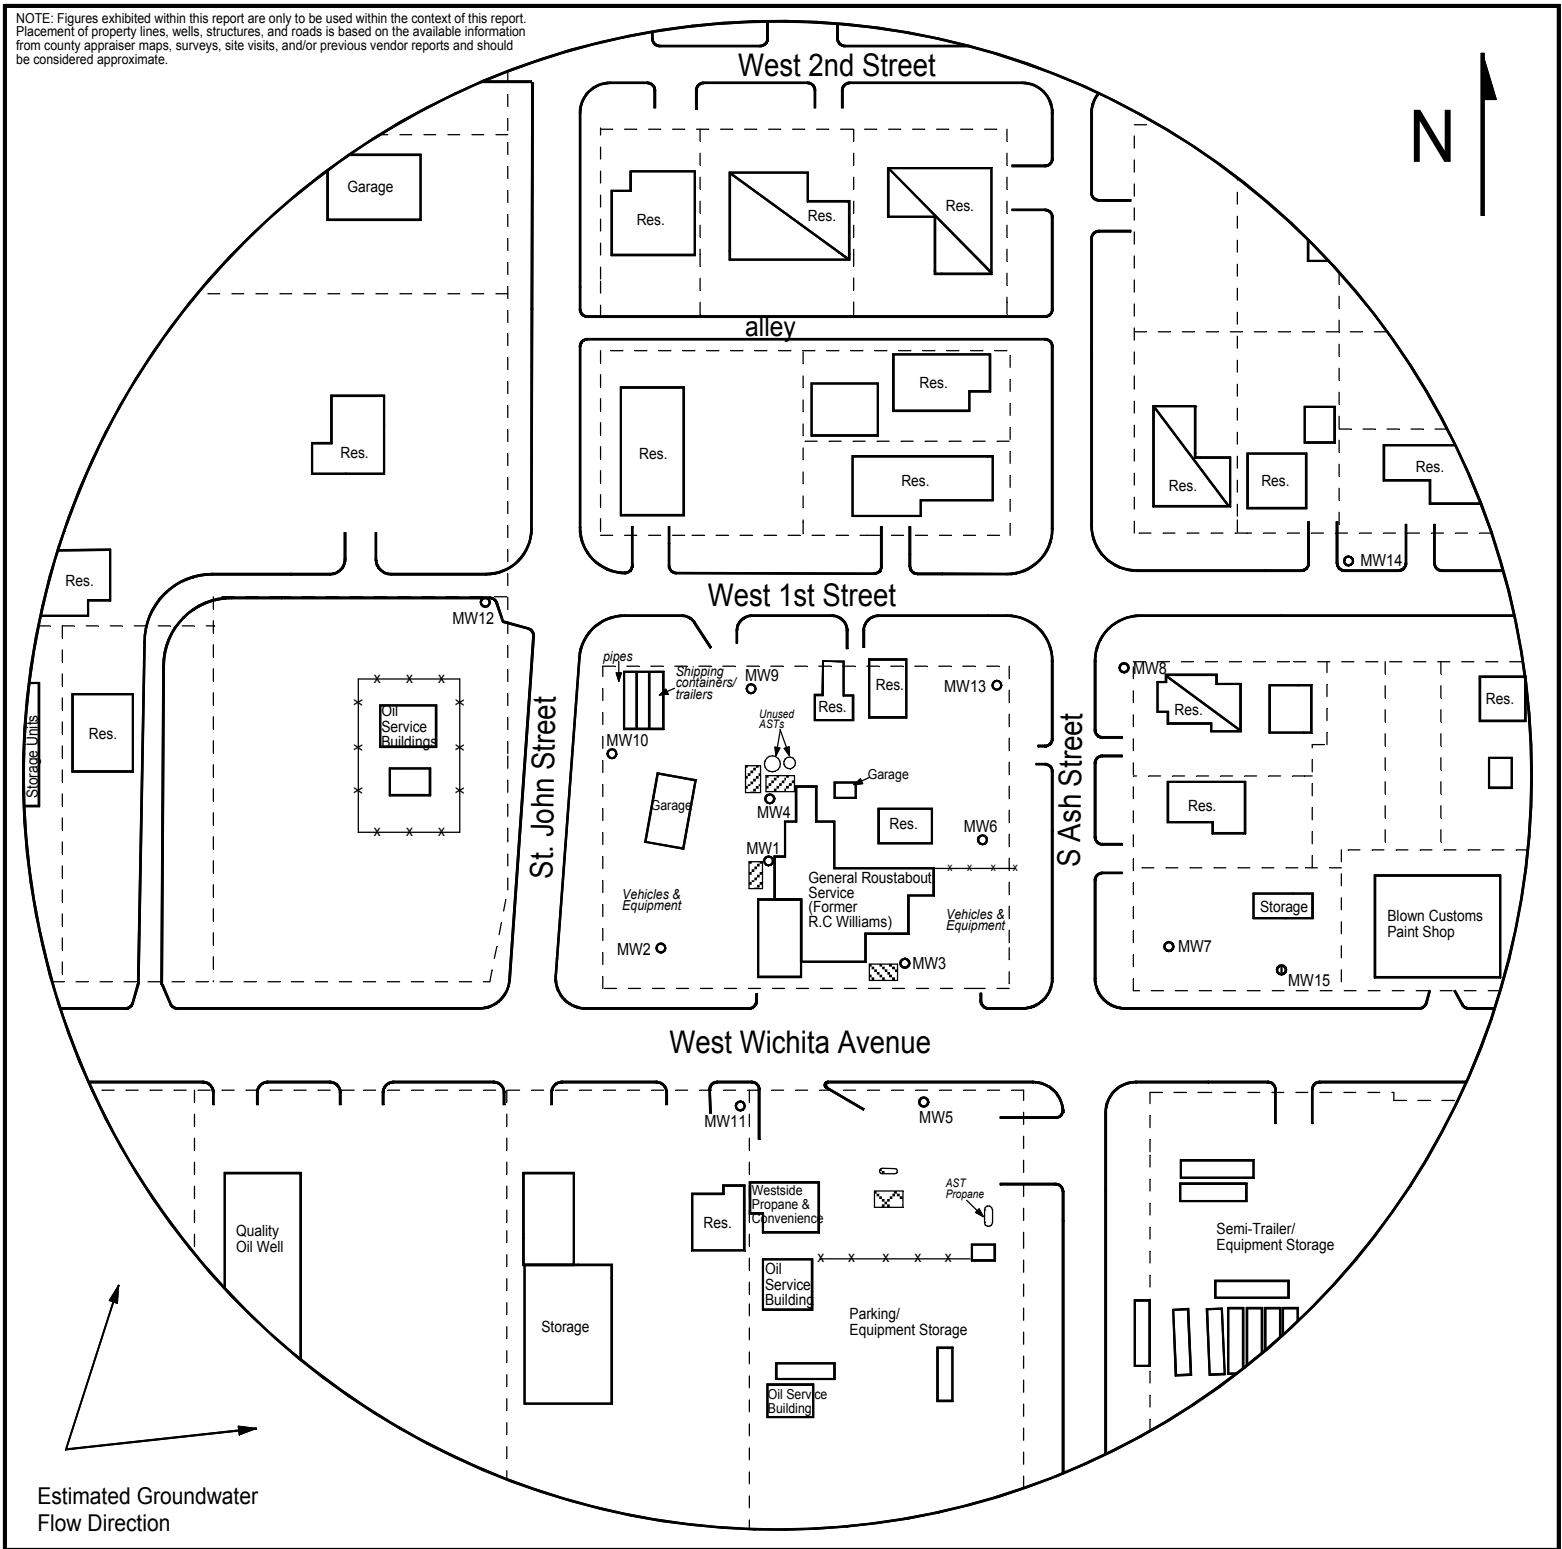 NOTE: Figures exhibited within this report are only to be used within the context of this report.
Placement of property lines, wells, structures, and roads is based on the available information
from county appraiser maps, surveys, site visits, and/or previous vendor reports and should
be considered approximate.
West 2nd Street
N
Garage
Res.
Res.
Res.
alley
Res.
Res.
Res.
Res.
Res.
Res.
Res.
Res.
MW14
West 1st Street
MW12
pipes
Shipping
containers/
trailers
MW9
Res.
Res.
MW13
MW8
Res.
Res.
Unused
ASTs
MW10
Oil
Service
Buildings
Res.
Storage Units
St. John Street
S Ash Street
Garage
Garage
MW4
Res.
MW6
Res.
MW1
General Roustabout
Service
(Former
R.C Williams)
Vehicles &
Equipment
Vehicles &
Equipment
Storage
Blown Customs
Paint Shop
MW2
MW3
MW7
MW15
West Wichita Avenue
MW11
MW5
Westside
Propane &
Convenience
AST
Propane
Res.
Quality
Oil Well
Semi-Trailer/
Equipment Storage
Oil
Service
Building
Storage
Parking/
Equipment Storage
Oil Service
Building
Estimated Groundwater
Flow Direction